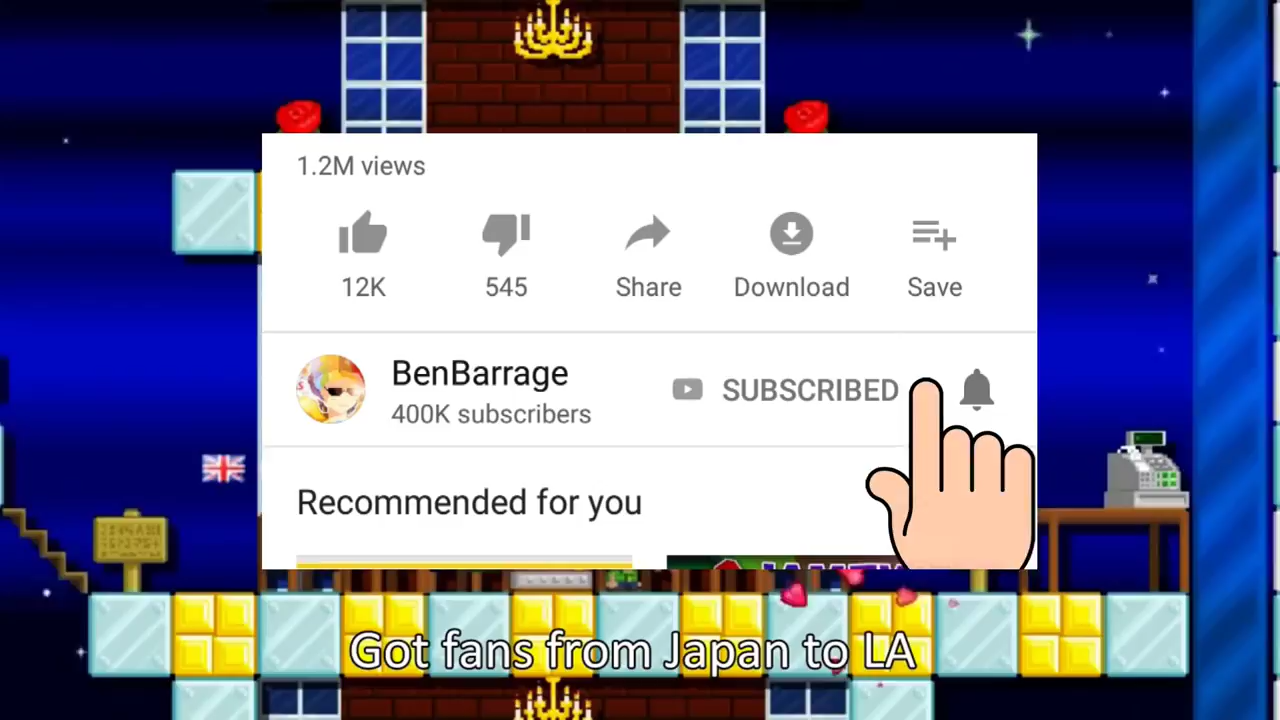 1.2M views
12K
545
Share
Download
Save
BenBarrage
SUBSCRIBED
400K subscribers
Recommended for you
Got fans from Japan to LA